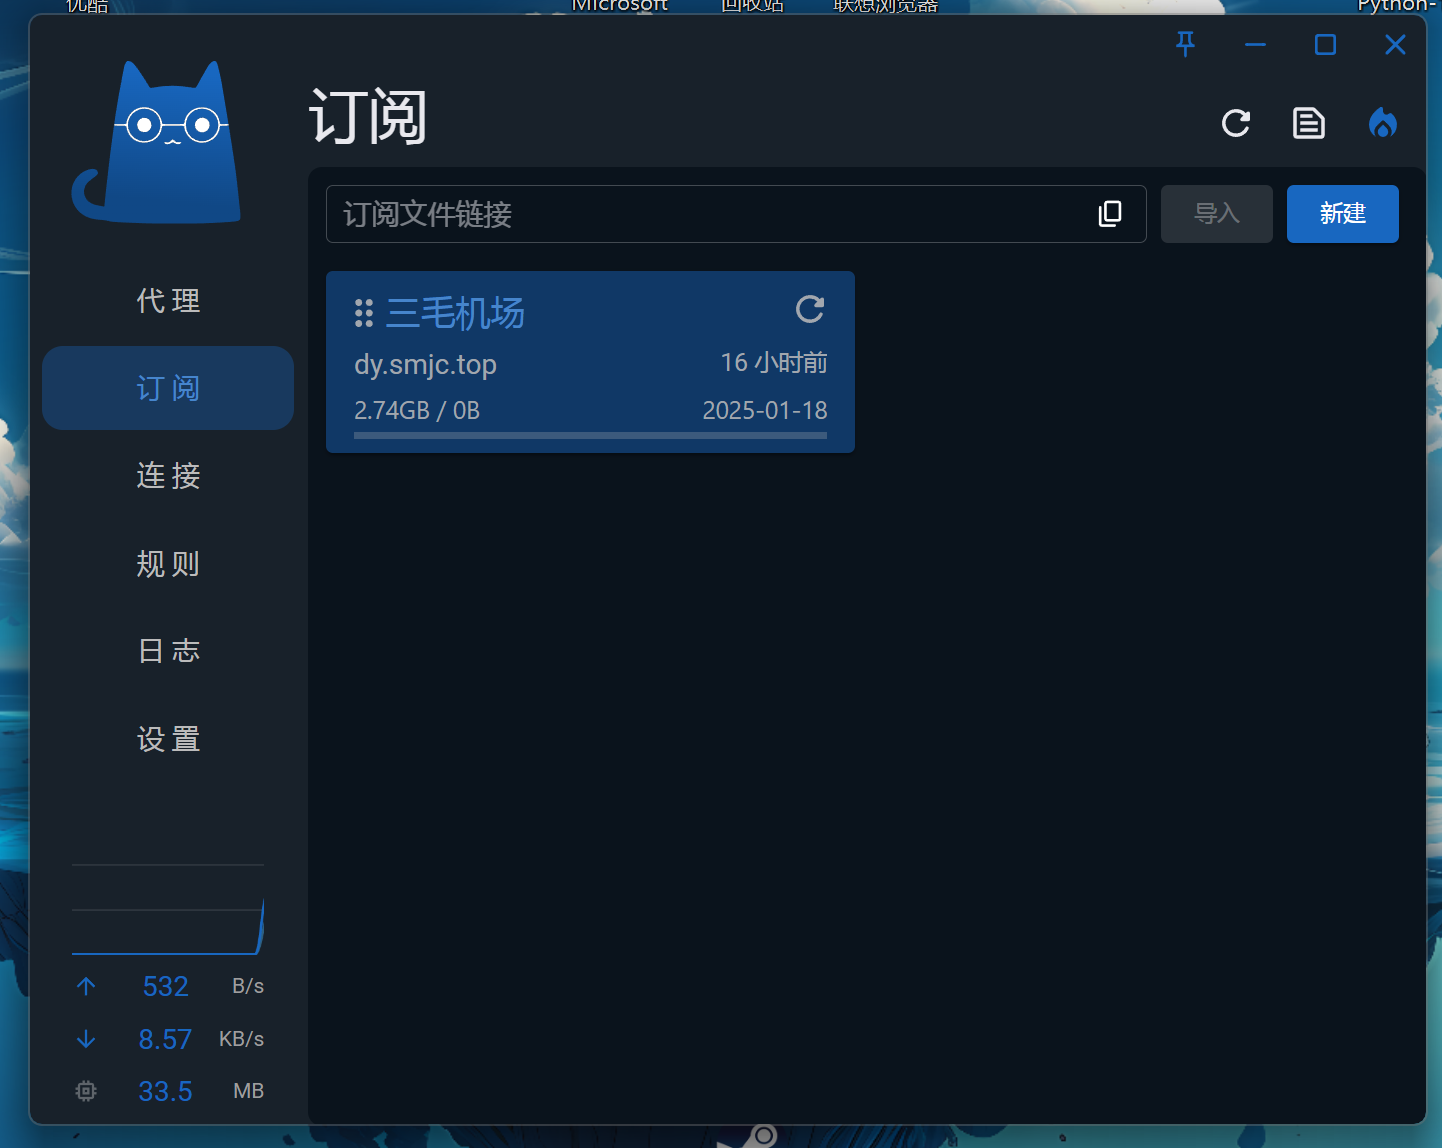 优酷
Microsoft
回收站
联想浏览器
Python-
订阅
订阅文件链接
导入
新建
三毛机场
dy.smjc.top
16 小时前
2.74GB / 0B
2025-01-18
代理
订阅
连接
规则
日志
设置
532 B/s
8.57 KB/s
33.5 MB